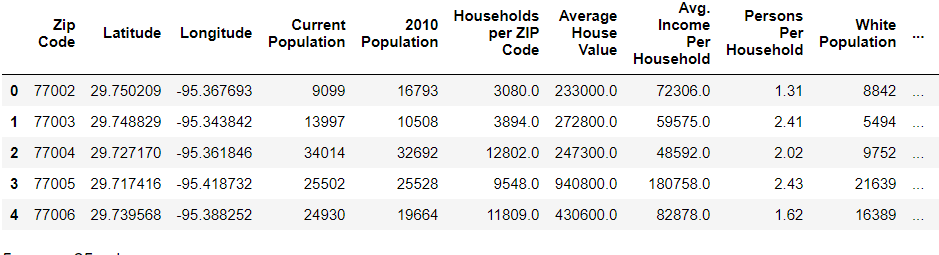 Zip Code Latitude Longitude Current Population 2010 Population Households per ZIP Code Average House Value Avg. Income Per Household Persons Per Household White Population ...
0 77002 29.750209 -95.367693 9099 16793 3080.0 233000.0 72306.0 1.31 8842 ...
1 77003 29.748829 -95.343842 13997 10508 3894.0 272800.0 59575.0 2.41 5494 ...
2 77004 29.727170 -95.361846 34014 32692 12802.0 247300.0 48592.0 2.02 9752 ...
3 77005 29.717416 -95.418732 25502 25528 9548.0 940800.0 180758.0 2.43 21639 ...
4 77006 29.739568 -95.388252 24930 19664 11809.0 430600.0 82878.0 1.62 16389 ...